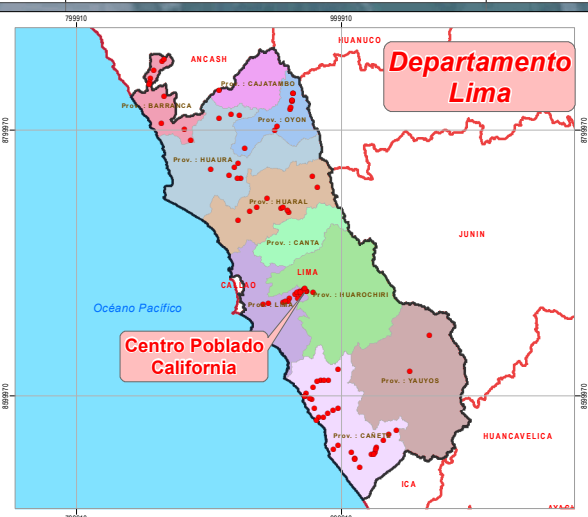 799910
999910
HUANUCO
ANCASH
Departamento
Lima
Prov. : CAJATAMBO
Prov. : BARRANCA
Prov. : OYON
8799970
8799970
Prov. : HUAURA
Prov. : HUARAL
JUNIN
Prov. : CANTA
LIMA
CALLAO
Prov. : HUAROCHIRI
Prov. : LIMA
Océano Pacífico
Centro Poblado
California
Prov. : YAUYOS
8599970
8599970
Prov. : CAÑETE
HUANCAVELICA
ICA